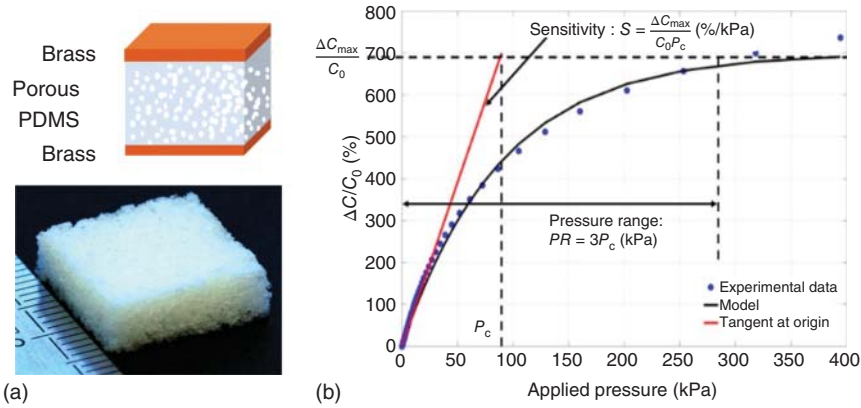 Brass
Porous
PDMS
Brass
(a)
800
700
600
500
400
300
200
100
0
ΔC/C₀ (%)
ΔCmax
C₀
Sensitivity : S = ΔCmax/C₀Pc (%/kPa)
Pressure range:
PR = 3Pc (kPa)
Experimental data
Model
Tangent at origin
Pc
0 50 100 150 200 250 300 350 400
Applied pressure (kPa)
(b)